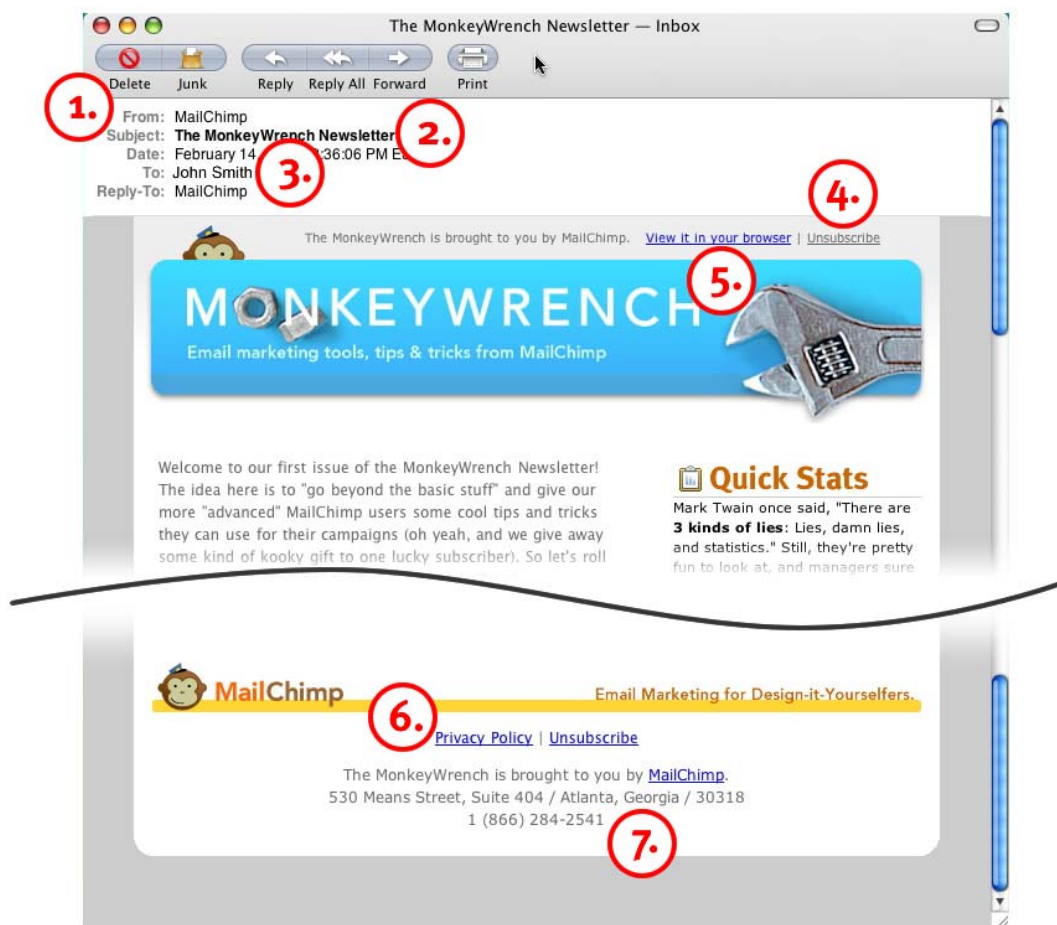 The MonkeyWrench Newsletter — Inbox
Delete Junk Reply Reply All Forward Print
1.
From: MailChimp
Subject: The MonkeyWrench Newsletter
2.
Date: February 14 :36:06 PM E
To: John Smith
3.
Reply-To: MailChimp
4.
The MonkeyWrench is brought to you by MailChimp. View it in your browser | Unsubscribe
5.
MONKEYWRENCH
Email marketing tools, tips & tricks from MailChimp
Welcome to our first issue of the MonkeyWrench Newsletter!
The idea here is to "go beyond the basic stuff" and give our
more "advanced" MailChimp users some cool tips and tricks
they can use for their campaigns (oh yeah, and we give away
some kind of kooky gift to one lucky subscriber). So let's roll
Quick Stats
Mark Twain once said, "There are
3 kinds of lies: Lies, damn lies,
and statistics." Still, they're pretty
fun to look at, and managers sure
MailChimp
Email Marketing for Design-it-Yourselfers.
6.
Privacy Policy | Unsubscribe
The MonkeyWrench is brought to you by MailChimp.
530 Means Street, Suite 404 / Atlanta, Georgia / 30318
1 (866) 284-2541
7.